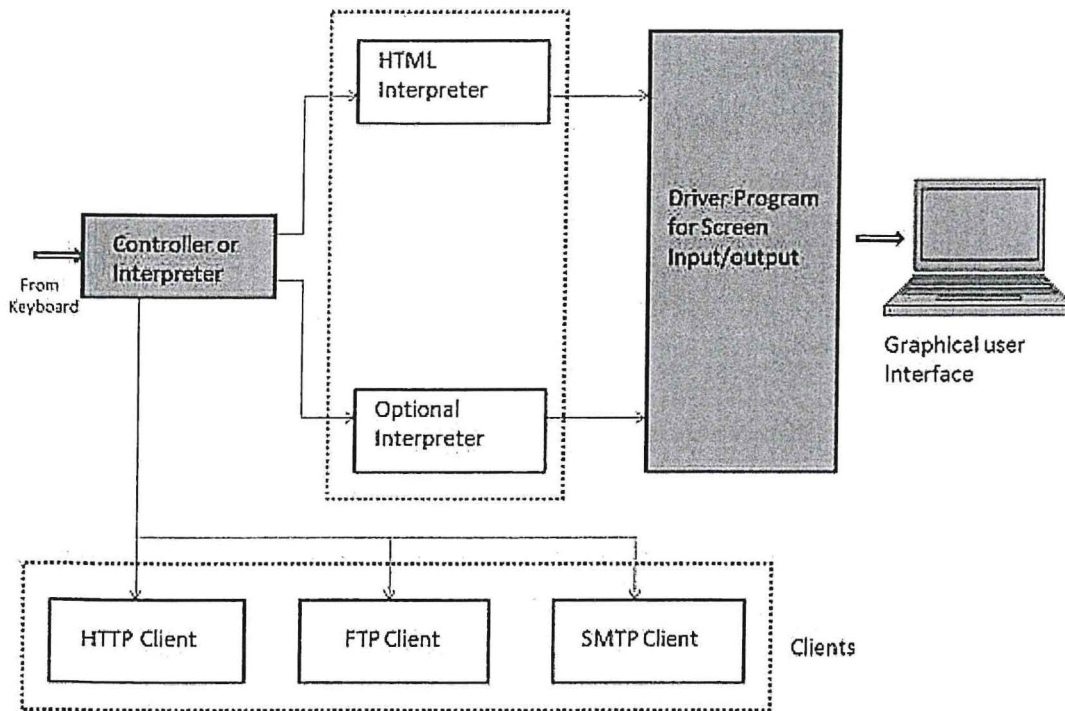 HTML
Interpreter
Driver Program
for Screen
Input/output
Controller or
Interpreter
From
Keyboard
Graphical user
Interface
Optional
Interpreter
HTTP Client
FTP Client
SMTP Client
Clients